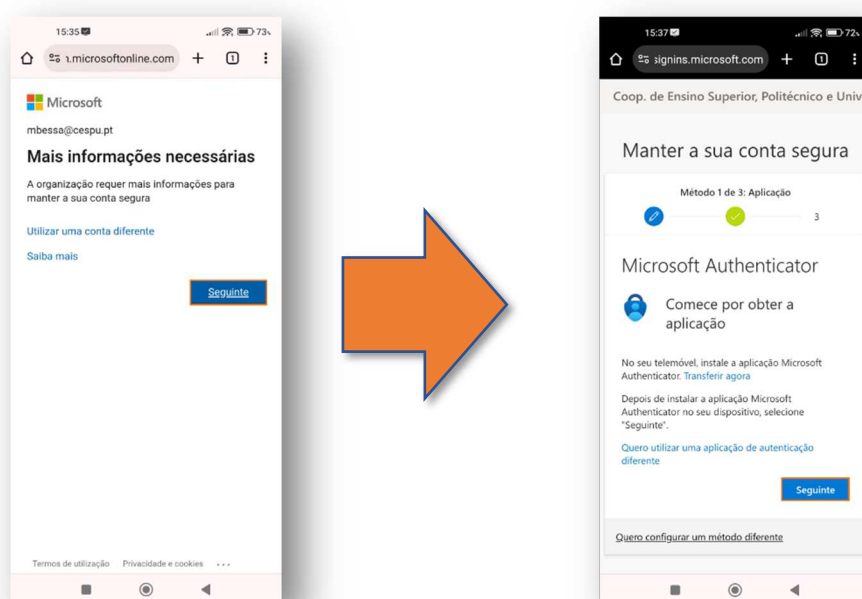 15:35
73%
microsoftonline.com
1
Microsoft
mbessa@cespu.pt
Mais informações necessárias
A organização requer mais informações para
manter a sua conta segura
Utilizar uma conta diferente
Saiba mais
Seguinte
Termos de utilização Privacidade e cookies ...
15:37
72%
signins.microsoft.com
1
Coop. de Ensino Superior, Politécnico e Univ
Manter a sua conta segura
Método 1 de 3: Aplicação
3
Microsoft Authenticator
Comece por obter a
aplicação
No seu telemóvel, instale a aplicação Microsoft
Authenticator. Transferir agora
Depois de instalar a aplicação Microsoft
Authenticator no seu dispositivo, selecione
"Seguinte".
Quero utilizar uma aplicação de autenticação
diferente
Seguinte
Quero configurar um método diferente